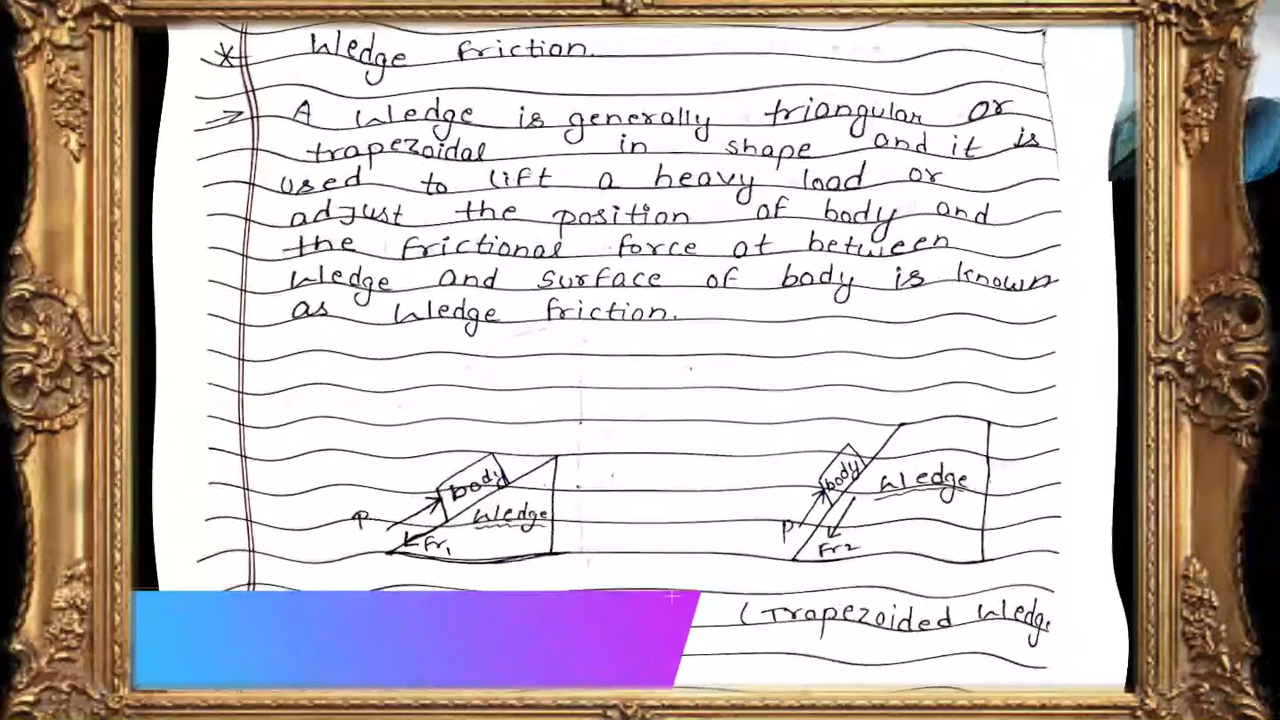 * Wedge friction.
→ A wedge is generally triangular or
trapezoidal in shape and it is
used to lift a heavy load or
adjust the position of body and
the frictional force at between
wedge and surface of body is known
as wedge friction.
body
wedge
P
Fr1
body
wedge
P
Fr2
(Trapezoided wedge